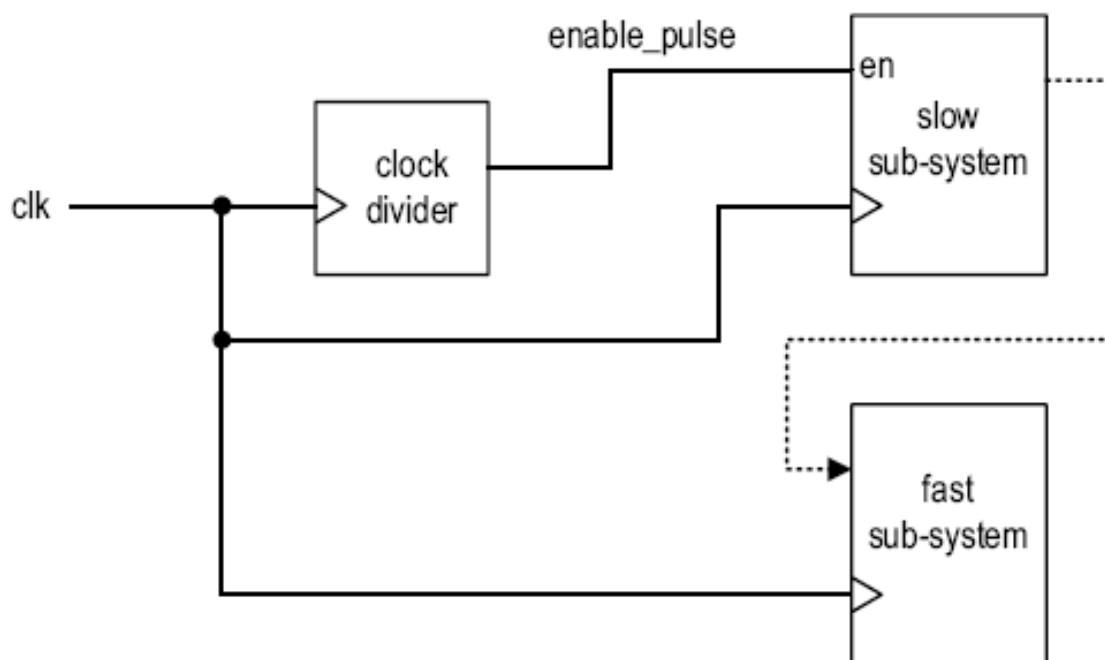 enable_pulse
en
slow
sub-system
clock
divider
clk
fast
sub-system